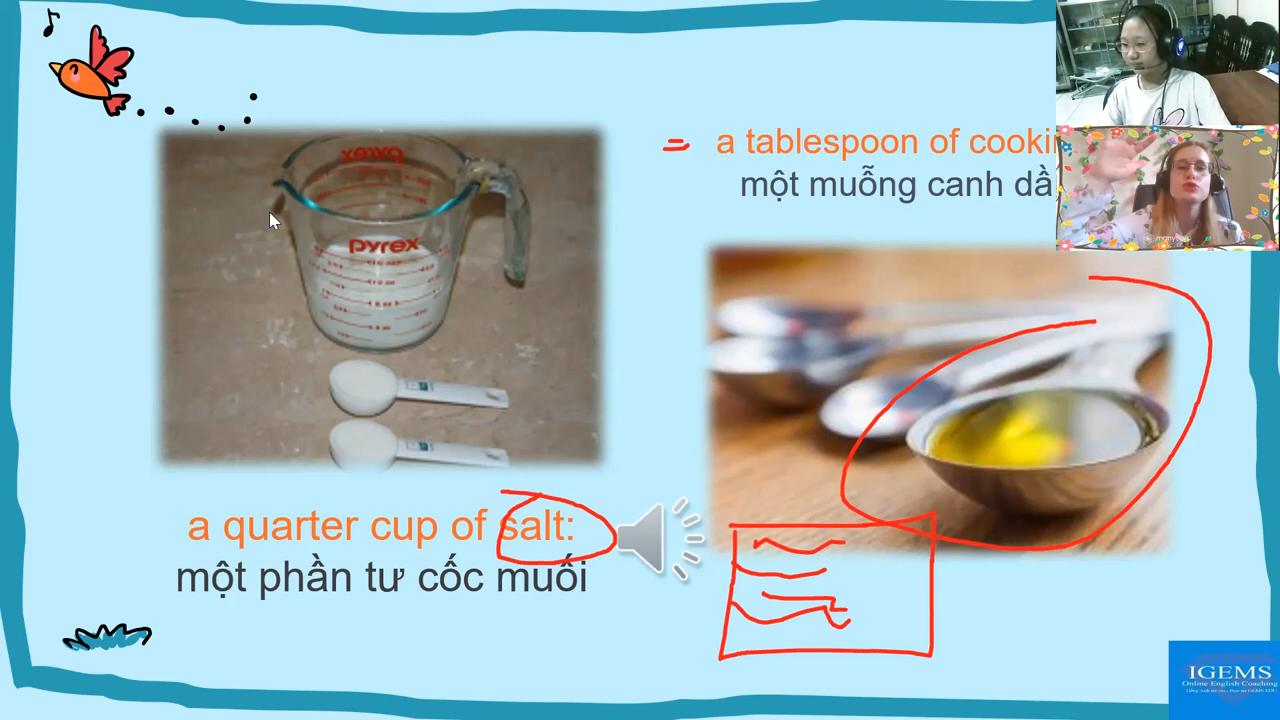 a tablespoon of
một muỗng canh dầ
pyrex
pyrex
a quarter cup of salt:
một phần tư cốc muối
IGEMS
Online English Coaching